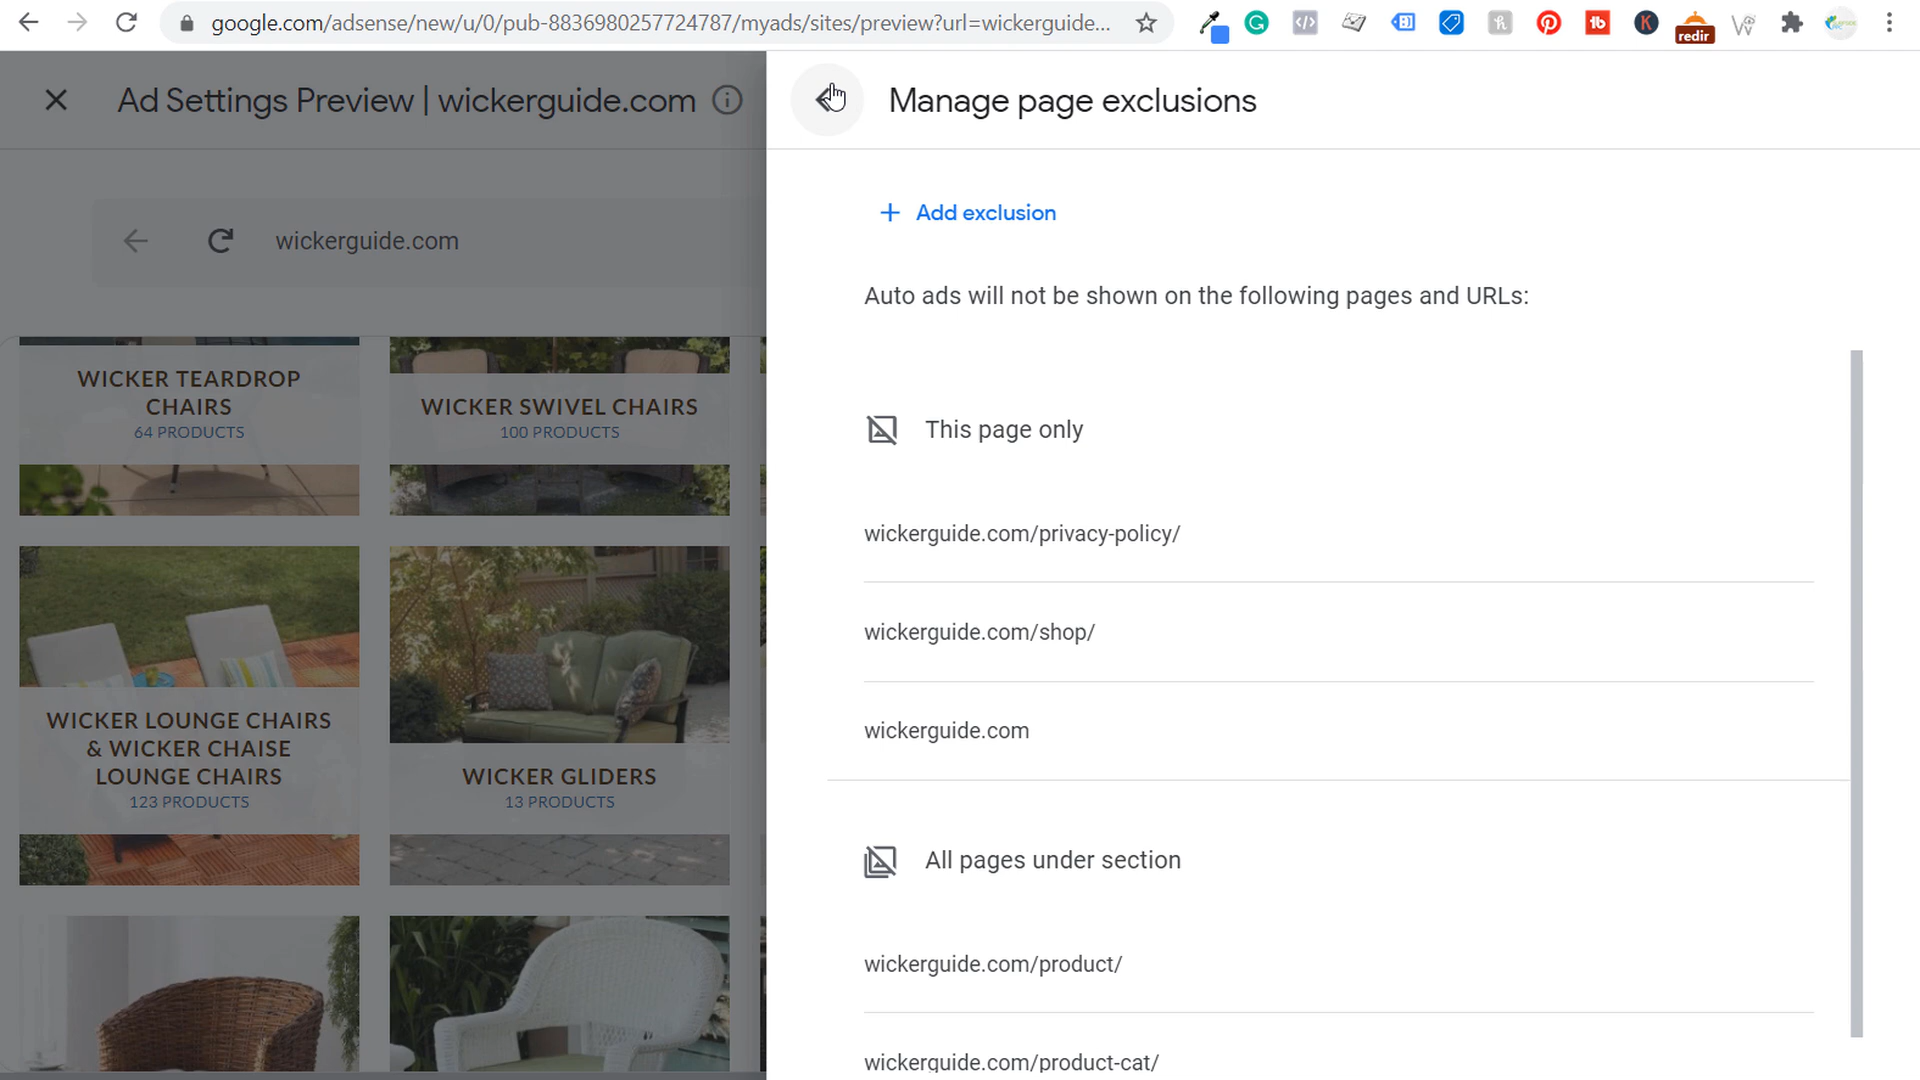 google.com/adsense/new/u/0/pub-8836980257724787/myads/sites/preview?url=wickerguide...
redir
Ad Settings Preview | wickerguide.com
Manage page exclusions
wickerguide.com
+ Add exclusion
Auto ads will not be shown on the following pages and URLs:
This page only
wickerguide.com/privacy-policy/
wickerguide.com/shop/
wickerguide.com
All pages under section
wickerguide.com/product/
wickerguide.com/product-cat/
WICKER TEARDROP
CHAIRS
64 PRODUCTS
WICKER SWIVEL CHAIRS
100 PRODUCTS
WICKER LOUNGE CHAIRS
& WICKER CHAISE
LOUNGE CHAIRS
123 PRODUCTS
WICKER GLIDERS
13 PRODUCTS